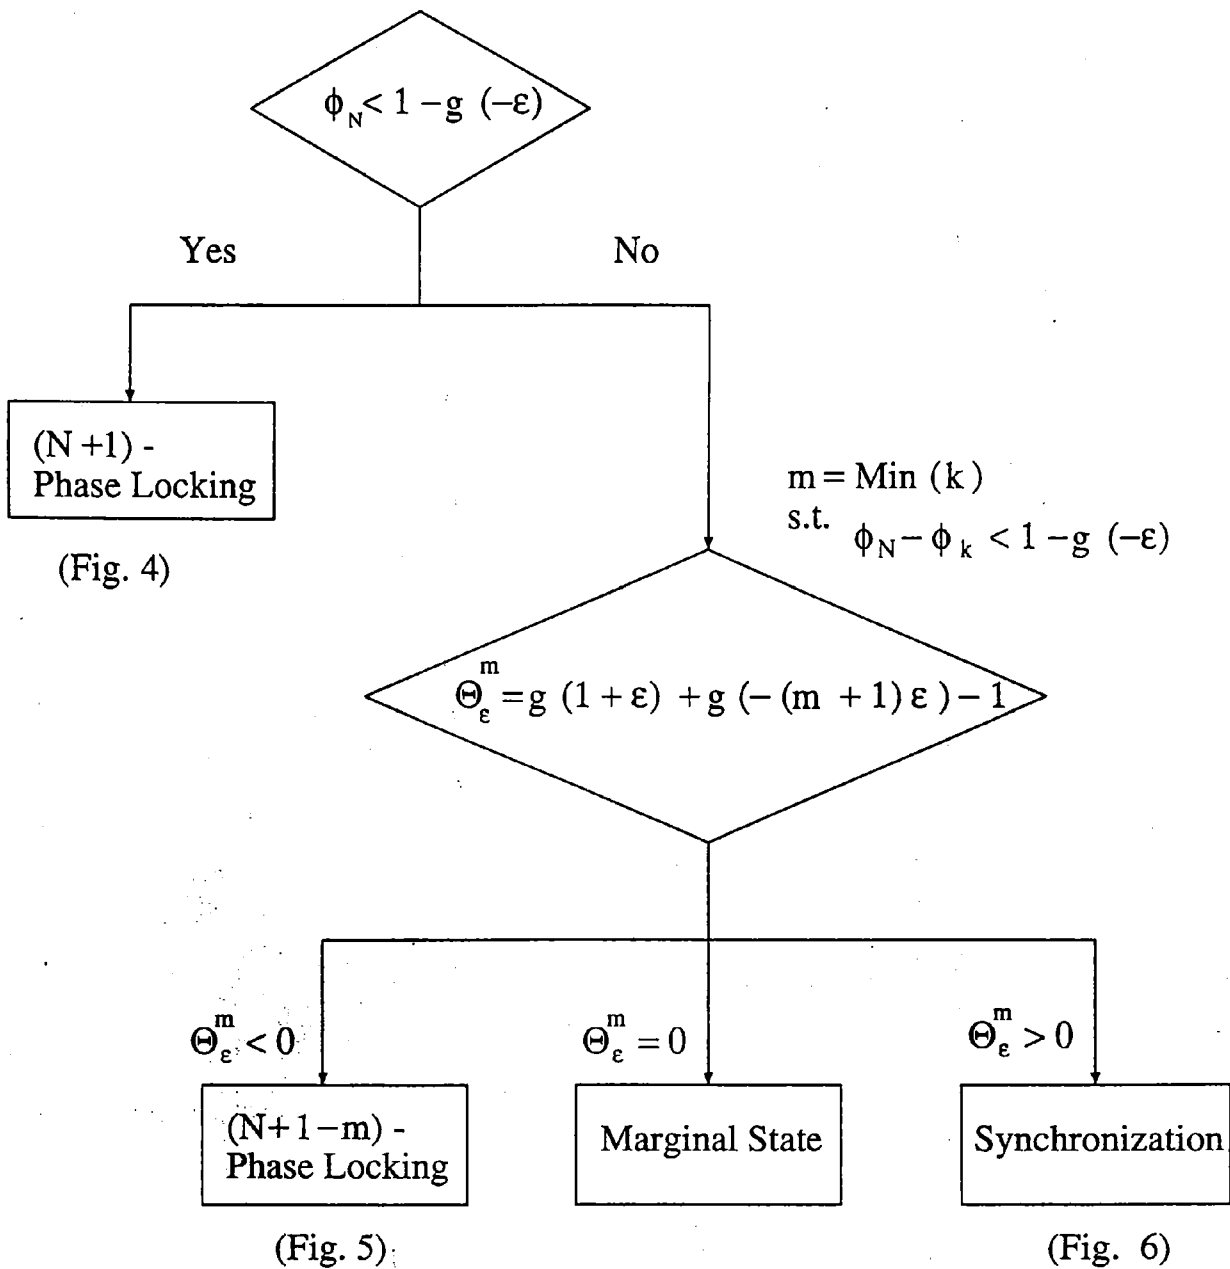 ϕ_N < 1 − g (−ε)
Yes
No
(N +1) -
Phase Locking
(Fig. 4)
m = Min (k)
s.t.
ϕ_N − ϕ_k < 1 − g (−ε)
Θ_ε^m = g (1 + ε) + g (− (m + 1) ε ) − 1
Θ_ε^m < 0
Θ_ε^m = 0
Θ_ε^m > 0
(N+1−m) -
Phase Locking
Marginal State
Synchronization
(Fig. 5)
(Fig. 6)